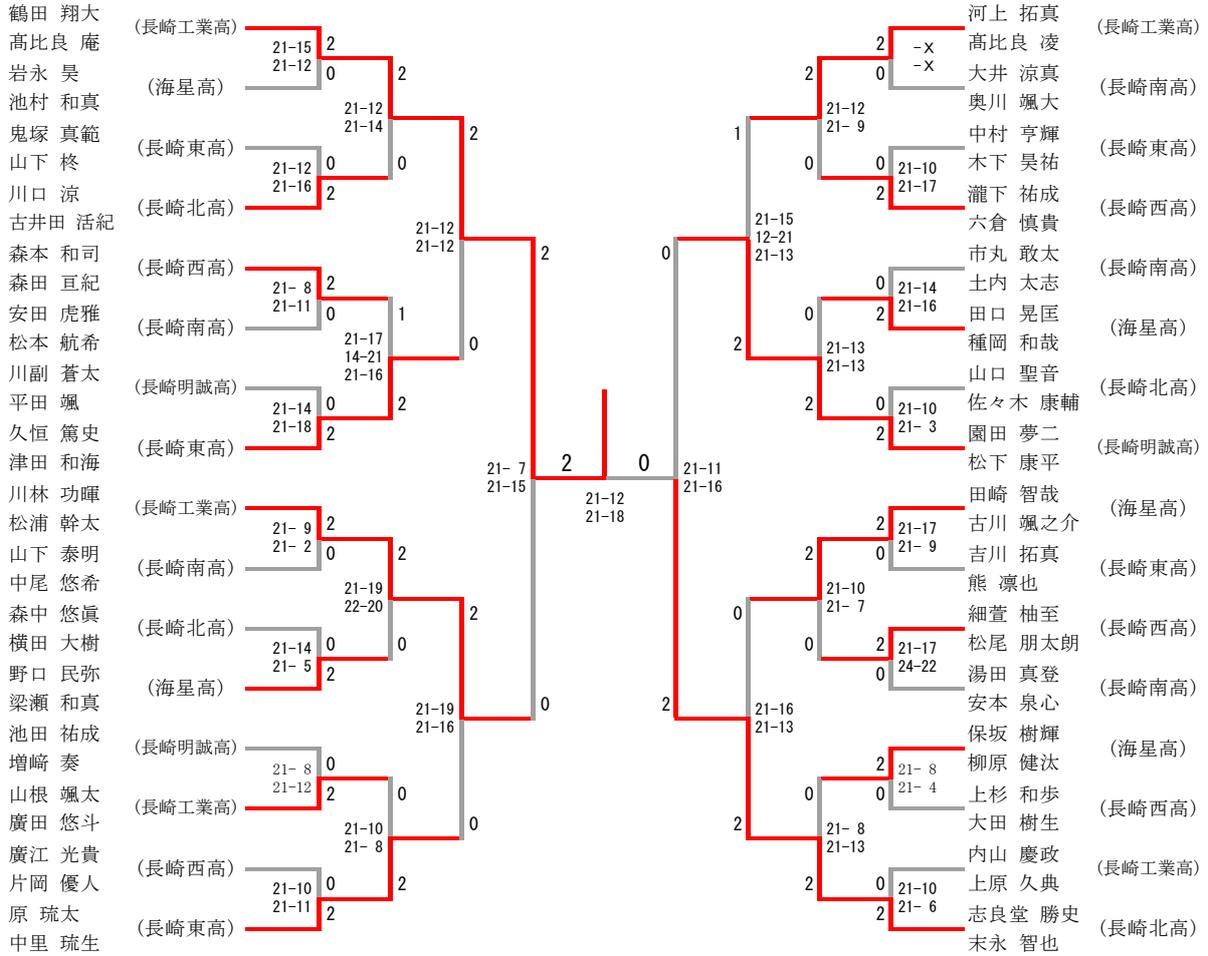 鶴田 翔大
(長崎工業高)
髙比良 庵
岩永 昊
(海星高)
池村 和真
鬼塚 真範
(長崎東高)
山下 柊
川口 涼
(長崎北高)
古井田 活紀
森本 和司
(長崎西高)
森田 亘紀
安田 虎雅
(長崎南高)
松本 航希
川副 蒼太
(長崎明誠高)
平田 颯
久恒 篤史
(長崎東高)
津田 和海
川林 功暉
(長崎工業高)
松浦 幹太
山下 泰明
(長崎南高)
中尾 悠希
森中 悠眞
(長崎北高)
横田 大樹
野口 民弥
(海星高)
梁瀬 和真
池田 祐成
(長崎明誠高)
増﨑 奏
山根 颯太
(長崎工業高)
廣田 悠斗
廣江 光貴
(長崎西高)
片岡 優人
原 琉太
(長崎東高)
中里 琉生
21-15 2
21-12 0
21-12 0
21-16 2
21- 8 2
21-11 0
21-14 0
21-18 2
21- 9 2
21- 2 0
21-14 0
21- 5 2
21- 8 0
21-12 2
21-10 0
21-11 2
2
21-12
21-14
0
1
21-17
14-21
21-16
2
2
21-19
22-20
0
0
21-10
21- 8
2
2
21-12
21-12
0
2
21-19
21-16
0
2
21- 7
21-15
0
2 0
21-12
21-18
0
21-11
21-16
2
1
21-15
12-21
21-13
2
0
21-16
21-13
2
2
21-12
21- 9
0
0
21-13
21-13
2
2
21-10
21- 7
0
0
21- 8
21-13
2
2 -X
0 -X
0 21-10
2 21-17
0 21-14
2 21-16
0 21-10
2 21- 3
2 21-17
0 21- 9
2 21-17
0 24-22
2 21- 8
0 21- 4
0 21-10
2 21- 6
河上 拓真
(長崎工業高)
髙比良 凌
大井 涼真
(長崎南高)
奥川 颯大
中村 亨輝
(長崎東高)
木下 昊祐
瀧下 祐成
(長崎西高)
六倉 慎貴
市丸 敢太
(長崎南高)
土内 太志
田口 晃匡
(海星高)
種岡 和哉
山口 聖音
(長崎北高)
佐々木 康輔
園田 夢二
(長崎明誠高)
松下 康平
田崎 智哉
(海星高)
古川 颯之介
吉川 拓真
(長崎東高)
熊 凛也
細萱 柚至
(長崎西高)
松尾 朋太朗
湯田 真登
(長崎南高)
安本 泉心
保坂 樹輝
(海星高)
柳原 健汰
上杉 和歩
(長崎西高)
大田 樹生
内山 慶政
(長崎工業高)
上原 久典
志良堂 勝史
(長崎北高)
末永 智也